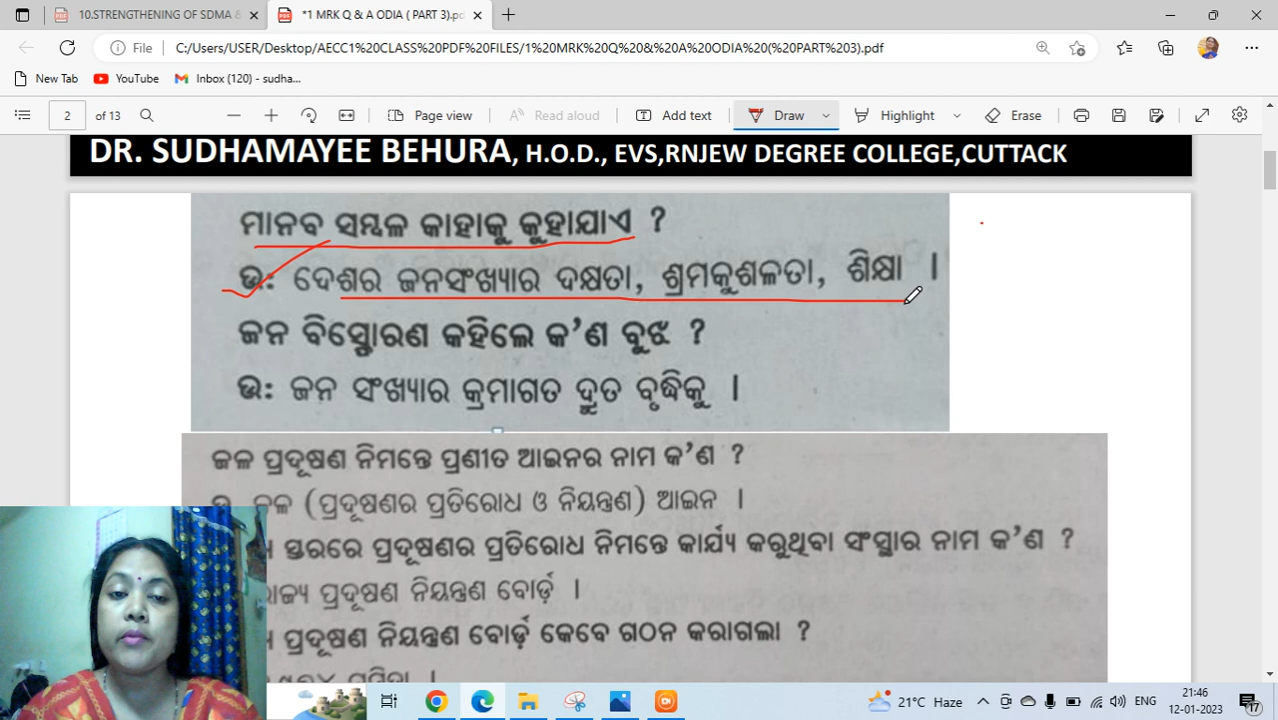 10.STRENGTHENING OF SDMA &
*1 MRK Q & A ODIA ( PART 3).pd
File C:/Users/USER/Desktop/AECC1%20CLASS%20PDF%20FILES/1%20MRK%20Q%20&%20A%20ODIA%20(%20PART%203).pdf
New Tab YouTube Inbox (120) - sudha...
2 of 13 Page view Read aloud Add text Draw Highlight Erase
DR. SUDHAMAYEE BEHURA, H.O.D., EVS,RNJEW DEGREE COLLEGE,CUTTACK
ମାନବ ସମ୍ବଳ କାହାକୁ କୁହାଯାଏ ?
ଉ: ଦେଶର ଜନସଂଖ୍ୟାର ଦକ୍ଷତା, ଶ୍ରମକୁଶଳତା, ଶିକ୍ଷା ।
ଜନ ବିସ୍ଫୋରଣ କହିଲେ କ'ଣ ବୁଝ ?
ଉ: ଜନ ସଂଖ୍ୟାର କ୍ରମାଗତ ଦ୍ରୁତ ବୃଦ୍ଧିକୁ ।
ଜଳ ପ୍ରଦୂଷଣ ନିମନ୍ତେ ପ୍ରଣୀତ ଆଇନର ନାମ କ'ଣ ?
ଜଳ (ପ୍ରଦୂଷଣର ପ୍ରତିରୋଧ ଓ ନିୟନ୍ତ୍ରଣ) ଆଇନ ।
ସ୍ତରରେ ପ୍ରଦୂଷଣର ପ୍ରତିରୋଧ ନିମନ୍ତେ କାର୍ଯ୍ୟ କରୁଥିବା ସଂସ୍ଥାର ନାମ କ'ଣ ?
ପ୍ରଦୂଷଣ ନିୟନ୍ତ୍ରଣ ବୋର୍ଡ଼ ।
ପ୍ରଦୂଷଣ ନିୟନ୍ତ୍ରଣ ବୋର୍ଡ଼ କେବେ ଗଠନ କରାଗଲା ?
21°C Haze ENG 21:46
12-01-2023 17